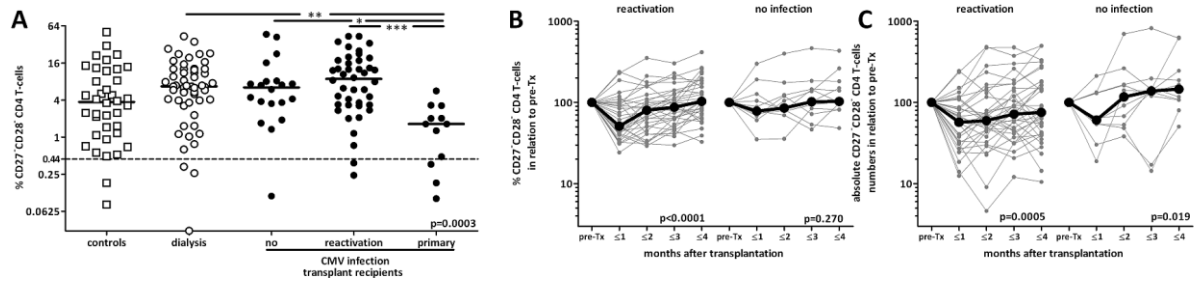 A
% CD27⁻CD28⁻ CD4 T-cells
64
16
4
1
0.44
0.25
0.0625
**
*
***
p=0.0003
controls
dialysis
no
reactivation
primary
CMV infection
transplant recipients
B
reactivation
no infection
% CD27⁻CD28⁻ CD4 T-cells
in relation to pre-Tx
1000
100
10
p<0.0001
p=0.270
pre-Tx ≤1 ≤2 ≤3 ≤4
pre-Tx ≤1 ≤2 ≤3 ≤4
months after transplantation
C
reactivation
no infection
absolute CD27⁻CD28⁻ CD4 T-cells
numbers in relation to pre-Tx
1000
100
10
p=0.0005
p=0.019
pre-Tx ≤1 ≤2 ≤3 ≤4
pre-Tx ≤1 ≤2 ≤3 ≤4
months after transplantation